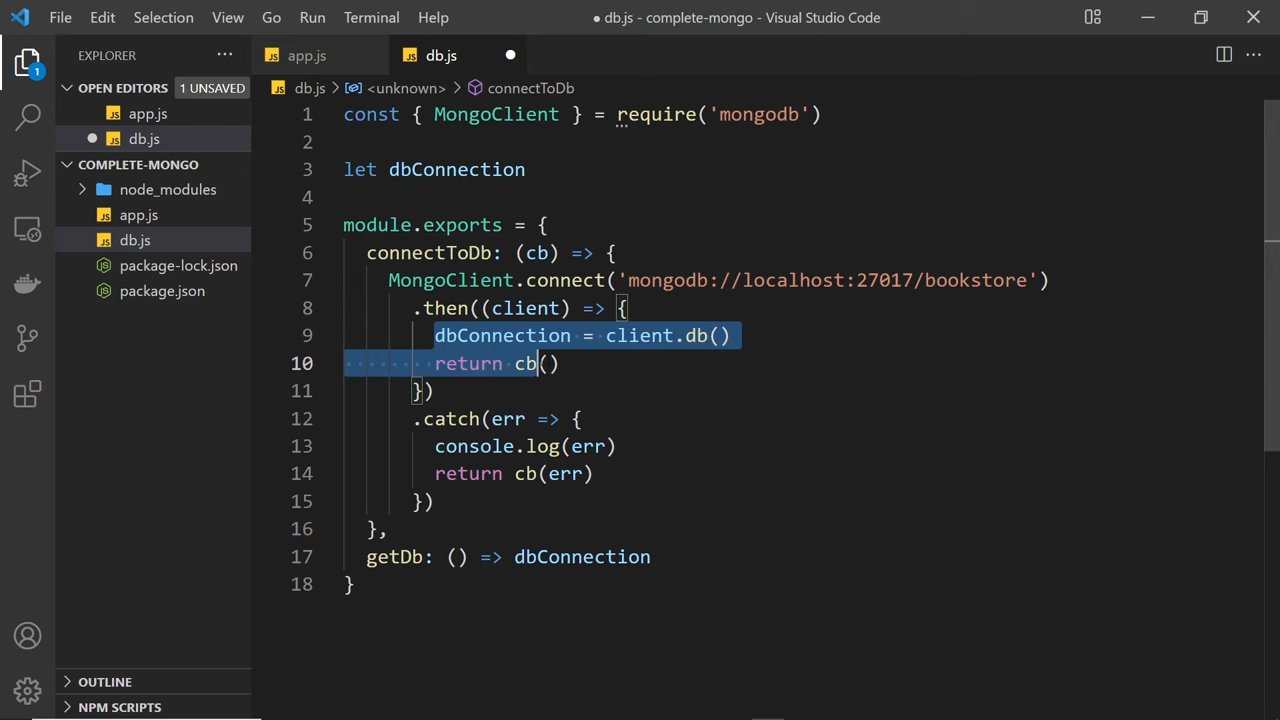 File Edit Selection View Go Run Terminal Help
● db.js - complete-mongo - Visual Studio Code
EXPLORER ···
app.js
db.js
1
OPEN EDITORS 1 UNSAVED
app.js
db.js
COMPLETE-MONGO
node_modules
app.js
db.js
package-lock.json
package.json
OUTLINE
NPM SCRIPTS
db.js > <unknown> > connectToDb
1 const { MongoClient } = require('mongodb')
2
3 let dbConnection
4
5 module.exports = {
6 connectToDb: (cb) => {
7 MongoClient.connect('mongodb://localhost:27017/bookstore')
8 .then((client) => {
9 dbConnection = client.db()
10 return cb()
11 })
12 .catch(err => {
13 console.log(err)
14 return cb(err)
15 })
16 },
17 getDb: () => dbConnection
18 }